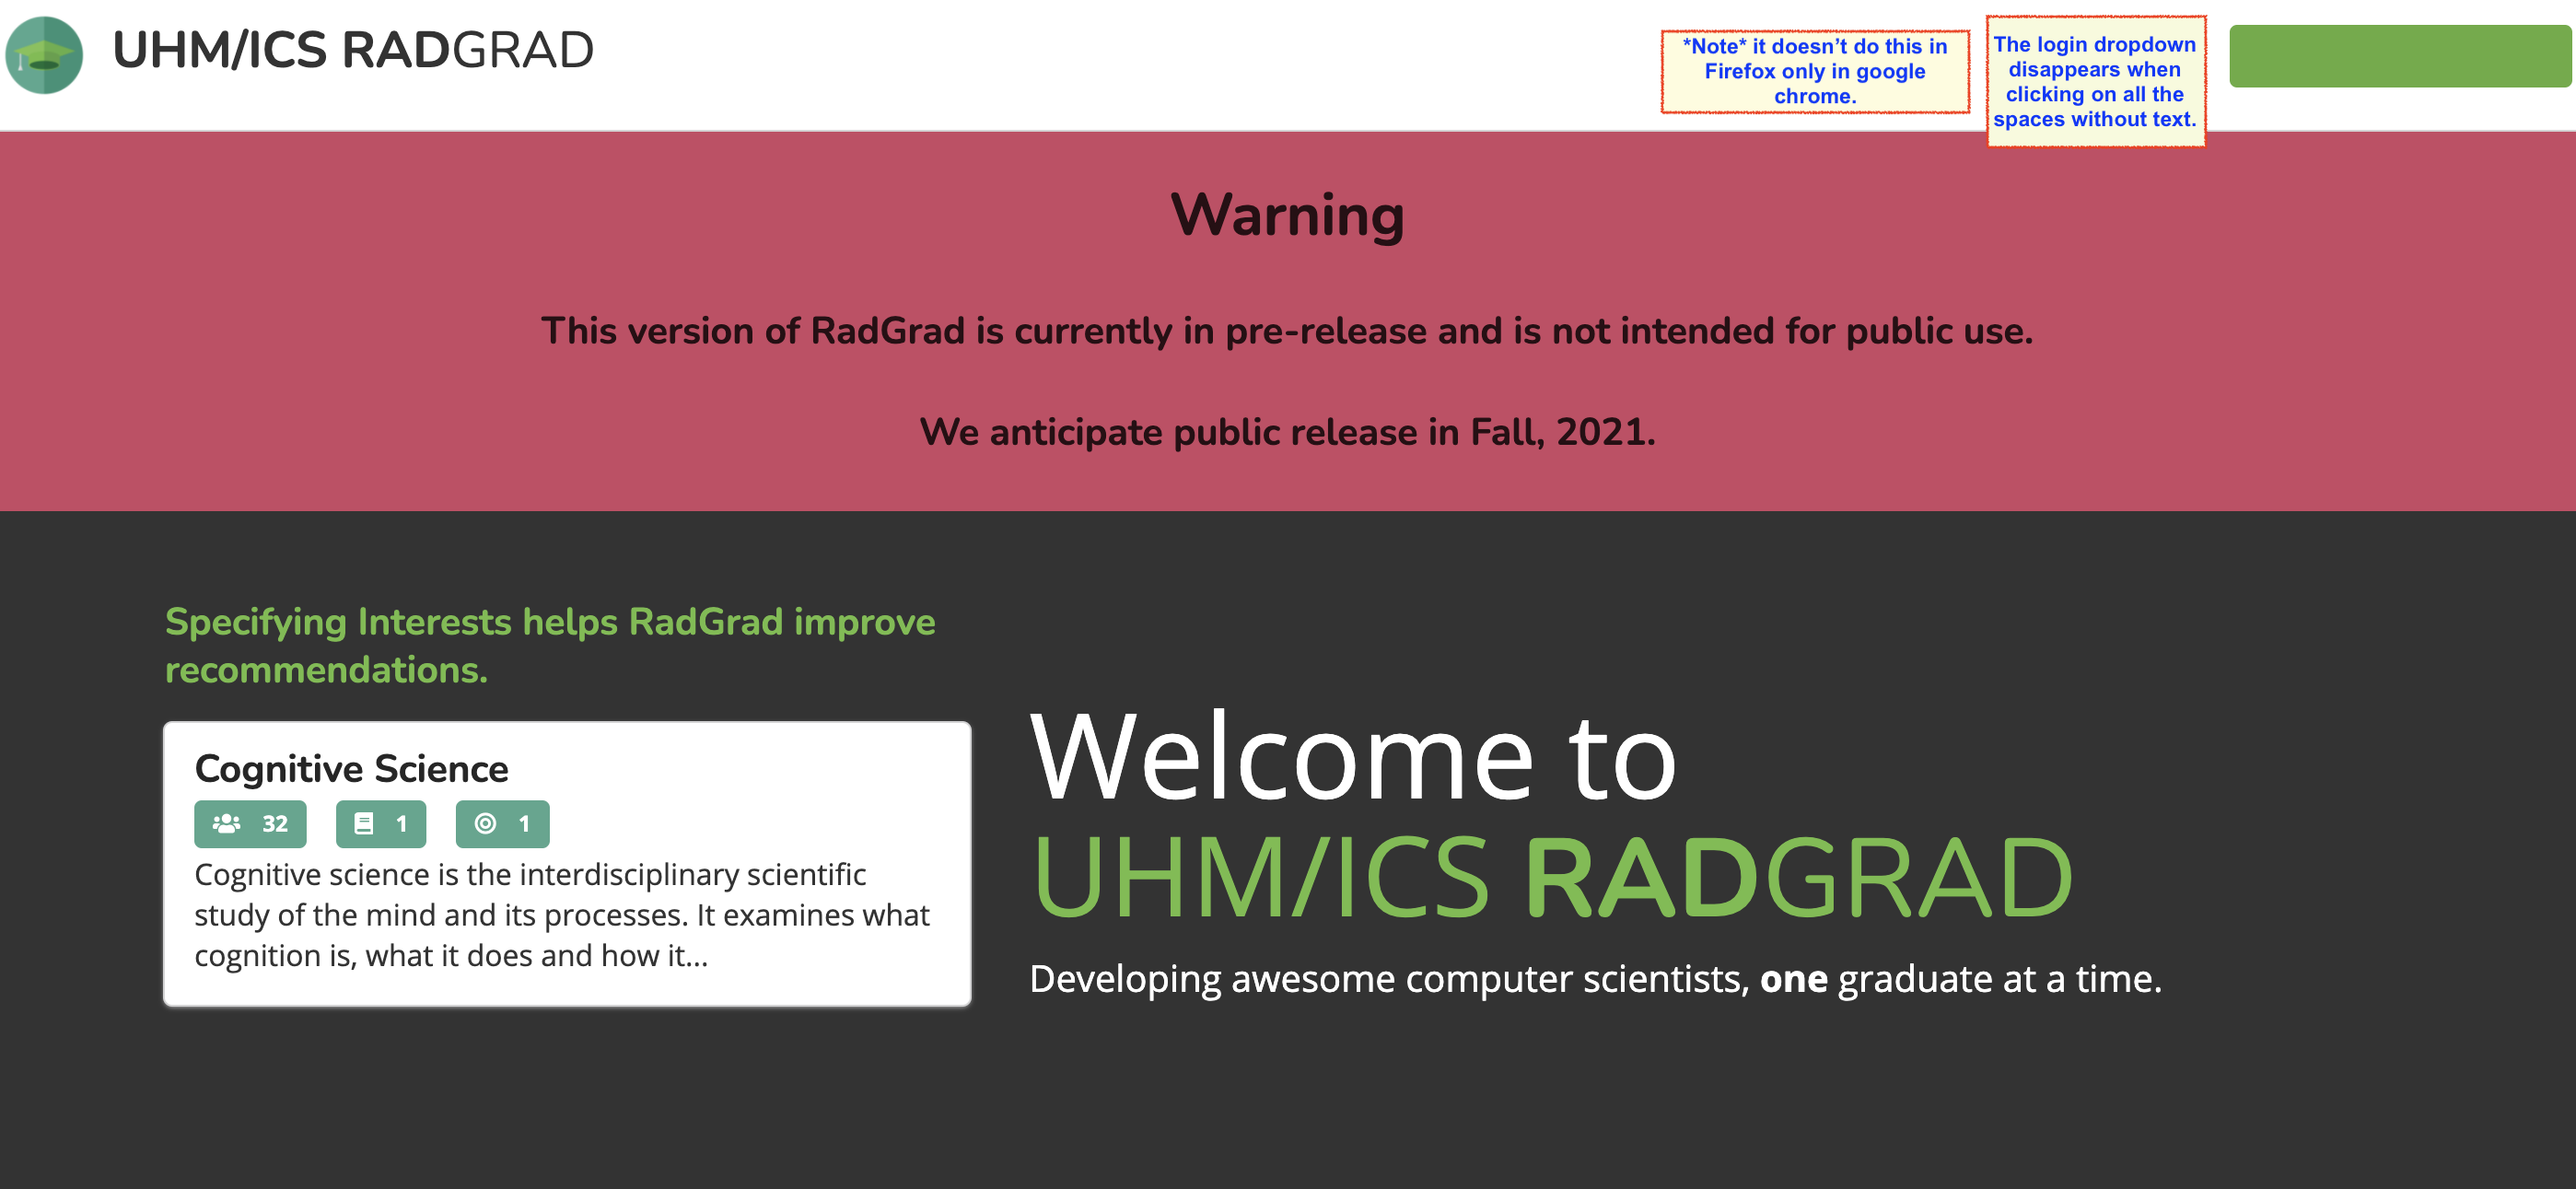 UHM/ICS RADGRAD
*Note* it doesn’t do this in
Firefox only in google
chrome.
The login dropdown
disappears when
clicking on all the
spaces without text.
Warning
This version of RadGrad is currently in pre-release and is not intended for public use.
We anticipate public release in Fall, 2021.
Specifying Interests helps RadGrad improve
recommendations.
Cognitive Science
32 1 1
Cognitive science is the interdisciplinary scientific
study of the mind and its processes. It examines what
cognition is, what it does and how it...
Welcome to
UHM/ICS RADGRAD
Developing awesome computer scientists, one graduate at a time.